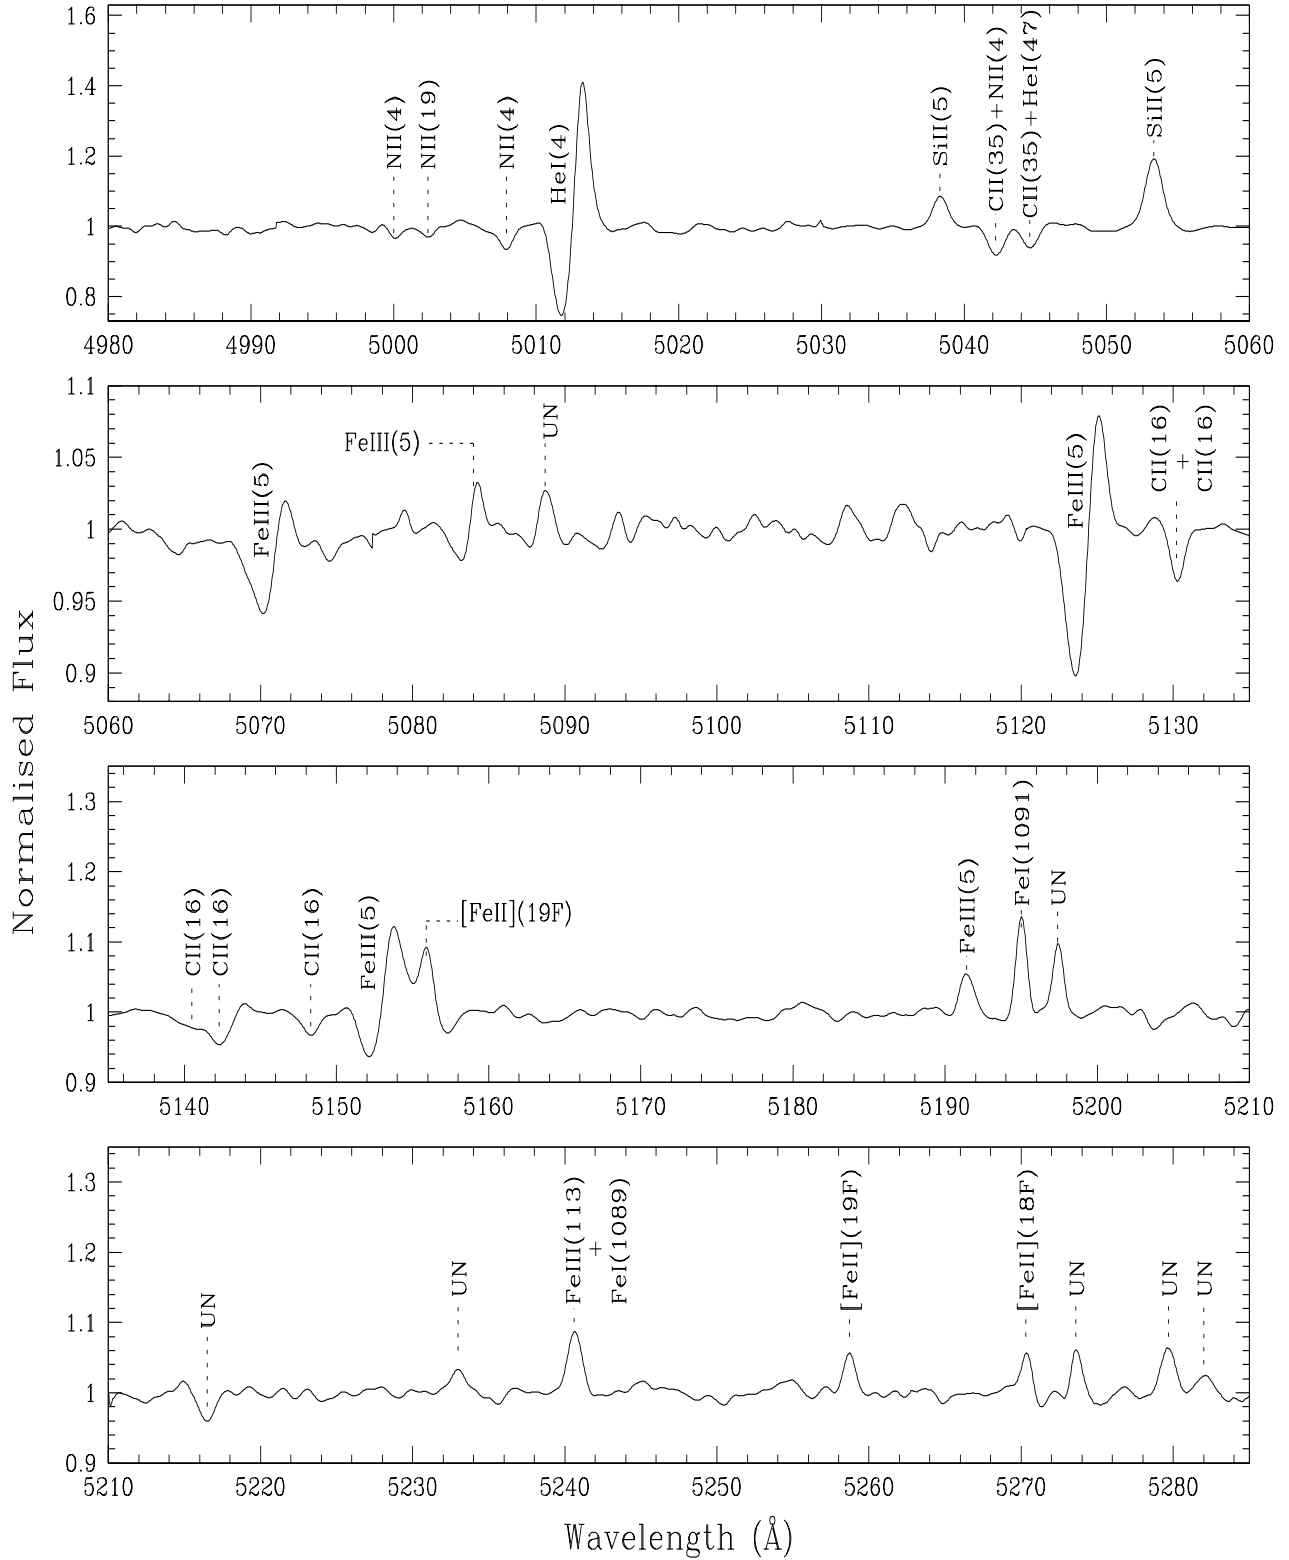 Normalised Flux
1.6
1.4
1.2
1
0.8
NII(4)
NII(19)
NII(4)
HeI(4)
SiII(5)
CII(35)+NII(4)
CII(35)+HeI(47)
SiII(5)
4980 4990 5000 5010 5020 5030 5040 5050 5060
1.1
1.05
1
0.95
0.9
FeIII(5)
FeIII(5)
UN
FeIII(5)
CII(16)
+
CII(16)
5060 5070 5080 5090 5100 5110 5120 5130
1.3
1.2
1.1
1
0.9
CII(16)
CII(16)
CII(16)
FeIII(5)
[FeII](19F)
FeIII(5)
FeI(1091)
UN
5140 5150 5160 5170 5180 5190 5200 5210
1.3
1.2
1.1
1
0.9
UN
UN
FeIII(113)
+
FeI(1089)
[FeII](19F)
[FeII](18F)
UN
UN
UN
5210 5220 5230 5240 5250 5260 5270 5280
Wavelength (Å)